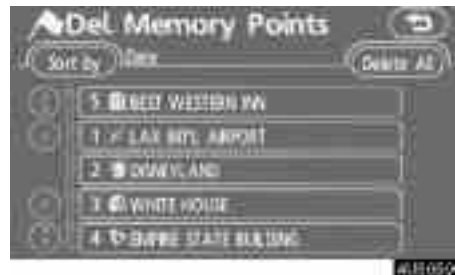 Del. Memory Points
Sort by Date Delete All
5 BEST WESTERN INN
1 LAX INT'L AIRPORT
2 DISNEYLAND
3 WHITE HOUSE
4 EMPIRE STATE BUILDING